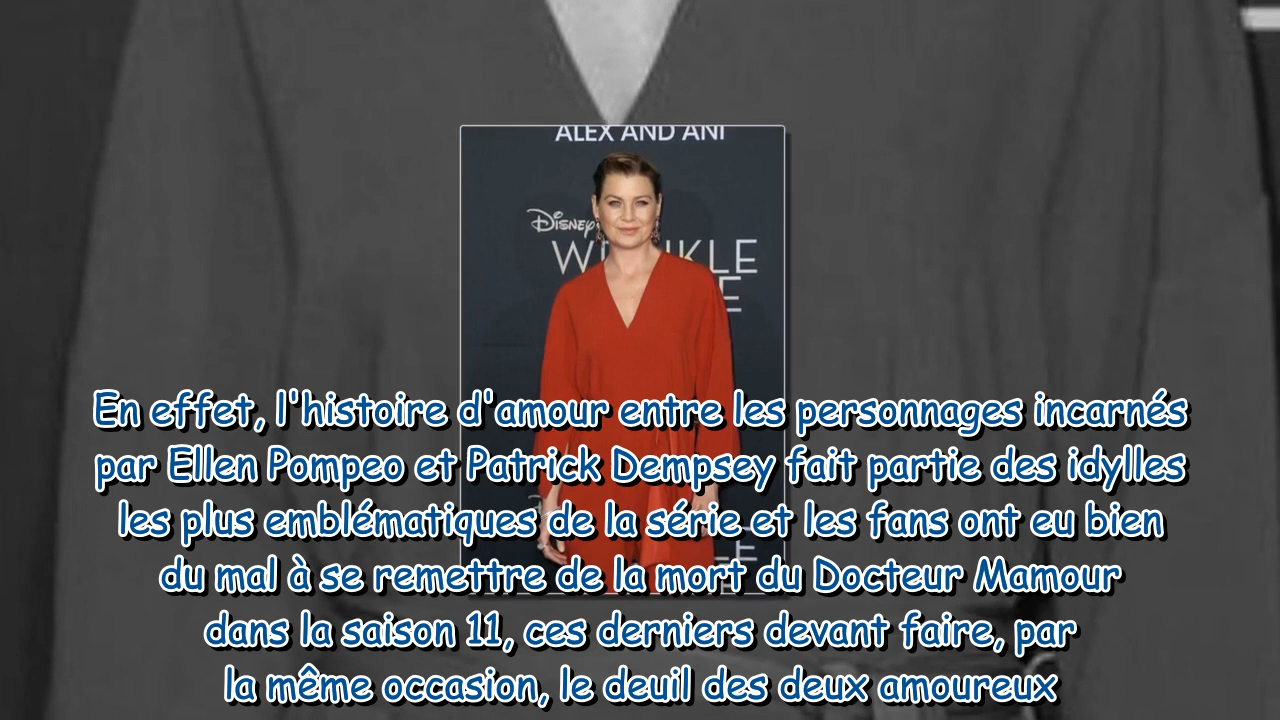 ALEX AND ANI
DISNEY
W KLE
E
En effet, l'histoire d'amour entre les personnages incarnés
par Ellen Pompeo et Patrick Dempsey fait partie des idylles
les plus emblématiques de la série et les fans ont eu bien
du mal à se remettre de la mort du Docteur Mamour
dans la saison 11, ces derniers devant faire, par
la même occasion, le deuil des deux amoureux